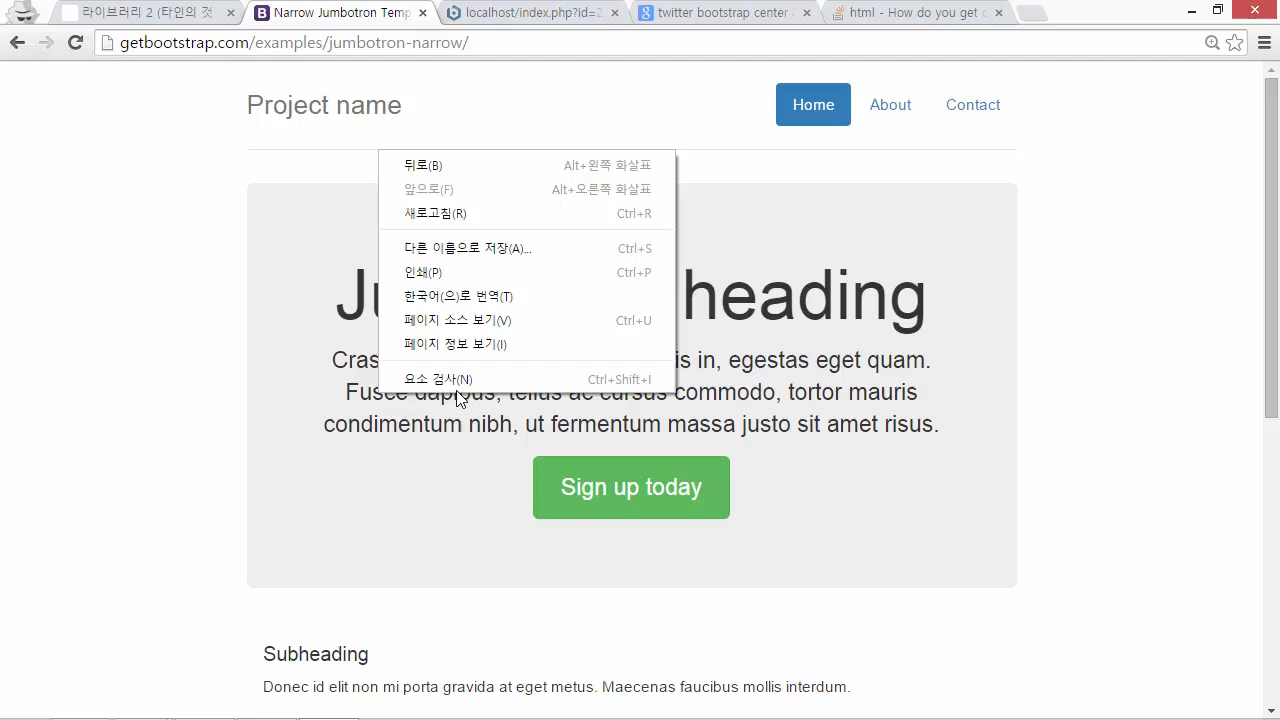 라이브러리 2 (타인의 것
Narrow Jumbotron Temp
localhost/index.php?id=2
twitter bootstrap center a
html - How do you get c
getbootstrap.com/examples/jumbotron-narrow/
Project name
Home About Contact
뒤로(B) Alt+왼쪽 화살표
앞으로(F) Alt+오른쪽 화살표
새로고침(R) Ctrl+R
다른 이름으로 저장(A)... Ctrl+S
인쇄(P) Ctrl+P
한국어(으)로 번역(T)
페이지 소스 보기(V) Ctrl+U
페이지 정보 보기(I)
요소 검사(N) Ctrl+Shift+I
heading
Cras is in, egestas eget quam.
Fusce dapibus, tellus ac cursus commodo, tortor mauris
condimentum nibh, ut fermentum massa justo sit amet risus.
Sign up today
Subheading
Donec id elit non mi porta gravida at eget metus. Maecenas faucibus mollis interdum.